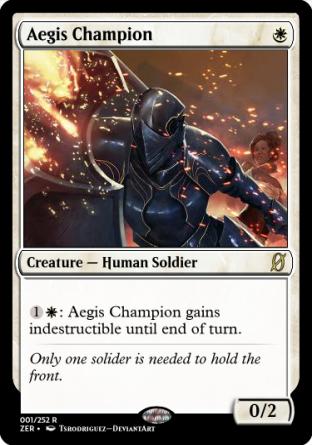 Aegis Champion
Creature — Human Soldier
1 : Aegis Champion gains
indestructible until end of turn.
Only one solider is needed to hold the
front.
0/2
001/252 R
ZER • Tsrodriguez—DeviantArt